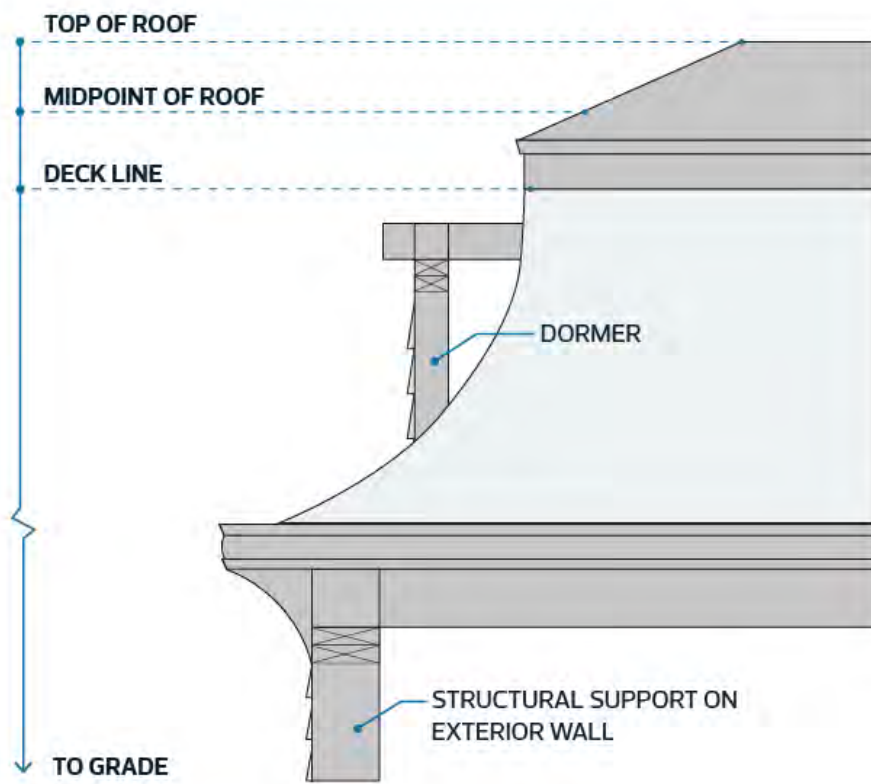 TOP OF ROOF
MIDPOINT OF ROOF
DECK LINE
DORMER
STRUCTURAL SUPPORT ON
EXTERIOR WALL
TO GRADE